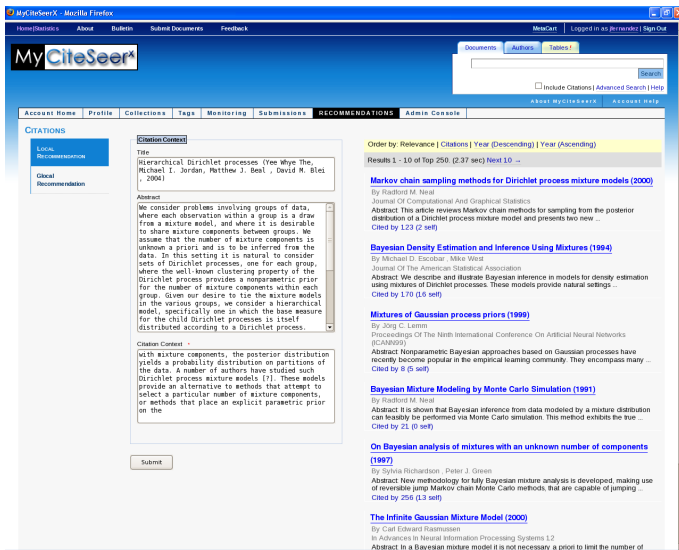 MyCiteSeerX - Mozilla Firefox
Home|Statistics About Bulletin Submit Documents Feedback MetaCart Logged in as jfernandez | Sign Out
My CiteSeerX
Documents Authors Tables!
Search
Include Citations | Advanced Search | Help
About MyCiteSeerX Account Help
Account Home Profile Collections Tags Monitoring Submissions RECOMMENDATIONS Admin Console
CITATIONS
LOCAL
RECOMMENDATION
Glocal
Recommendation
Citation Context
Title
Hierarchical Dirichlet processes (Yee Whye The,
Michael I. Jordan, Matthew J. Beal , David M. Blei
, 2004)
Abstract
We consider problems involving groups of data,
where each observation within a group is a draw
from a mixture model, and where it is desirable
to share mixture components between groups. We
assume that the number of mixture components is
unknown a priori and is to be inferred from the
data. In this setting it is natural to consider
sets of Dirichlet processes, one for each group,
where the well-known clustering property of the
Dirichlet process provides a nonparametric prior
for the number of mixture components within each
group. Given our desire to tie the mixture models
in the various groups, we consider a hierarchical
model, specifically one in which the base measure
for the child Dirichlet processes is itself
distributed according to a Dirichlet process.
Citation Context *
with mixture components, the posterior distribution
yields a probability distribution on partitions of
the data. A number of authors have studied such
Dirichlet process mixture models [?]. These models
provide an alternative to methods that attempt to
select a particular number of mixture components,
or methods that place an explicit parametric prior
on the
Submit
Order by: Relevance | Citations | Year (Descending) | Year (Ascending)
Results 1 - 10 of Top 250. (2.37 sec) Next 10 →
Markov chain sampling methods for Dirichlet process mixture models (2000)
By Radford M. Neal
Journal Of Computational And Graphical Statistics
Abstract: This article reviews Markov chain methods for sampling from the posterior
distribution of a Dirichlet process mixture model and presents two new ...
Cited by 123 (2 self)
Bayesian Density Estimation and Inference Using Mixtures (1994)
By Michael D. Escobar , Mike West
Journal Of The American Statistical Association
Abstract: We describe and illustrate Bayesian inference in models for density estimation
using mixtures of Dirichlet processes. These models provide natural settings ...
Cited by 170 (16 self)
Mixtures of Gaussian process priors (1999)
By Jörg C. Lemm
Proceedings Of The Ninth International Conference On Artificial Neural Networks
(ICANN99)
Abstract: Nonparametric Bayesian approaches based on Gaussian processes have
recently become popular in the empirical learning community. They encompass many ...
Cited by 8 (5 self)
Bayesian Mixture Modeling by Monte Carlo Simulation (1991)
By Radford M. Neal
Abstract: It is shown that Bayesian inference from data modeled by a mixture distribution
can feasibly be performed via Monte Carlo simulation. This method exhibits the true ...
Cited by 21 (0 self)
On Bayesian analysis of mixtures with an unknown number of components
(1997)
By Sylvia Richardson , Peter J. Green
Abstract: New methodology for fully Bayesian mixture analysis is developed, making use
of reversible jump Markov chain Monte Carlo methods, that are capable of jumping ...
Cited by 256 (13 self)
The Infinite Gaussian Mixture Model (2000)
By Carl Edward Rasmussen
In Advances In Neural Information Processing Systems 12
Abstract: In a Bayesian mixture model it is not necessary a priori to limit the number of